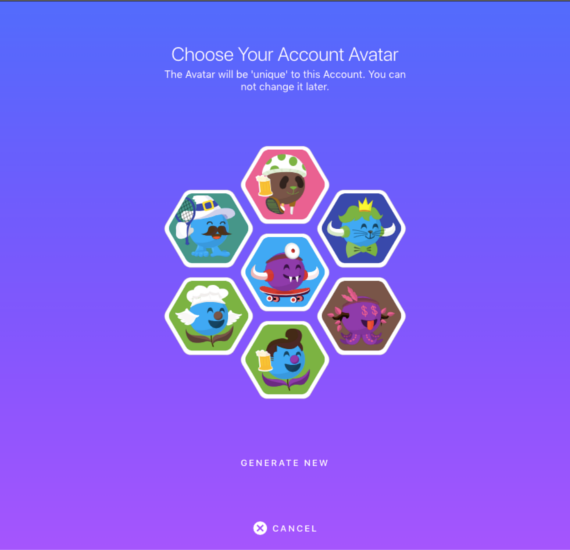 Choose Your Account Avatar
The Avatar will be 'unique' to this Account. You can
not change it later.
$ $
GENERATE NEW
CANCEL